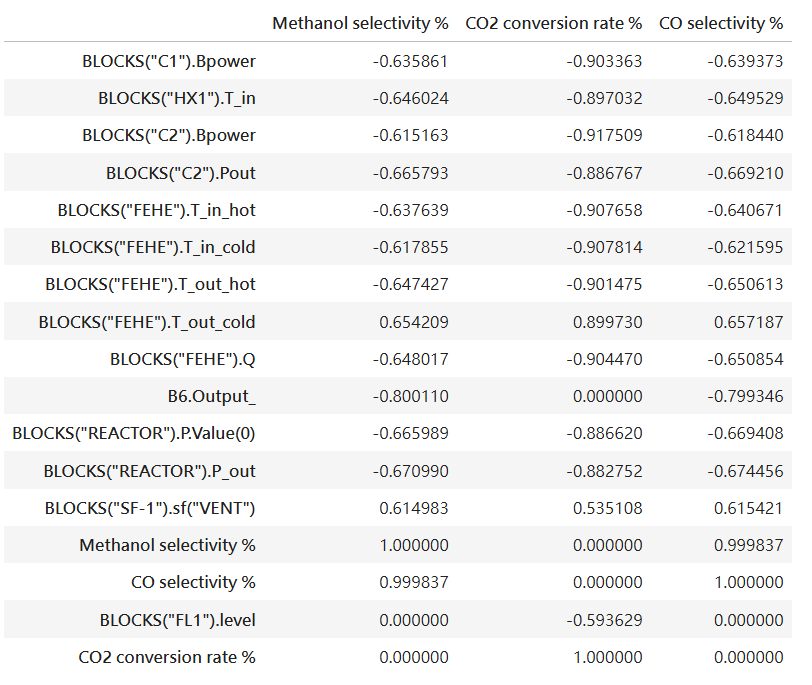 Methanol selectivity % CO2 conversion rate % CO selectivity %
BLOCKS("C1").Bpower -0.635861 -0.903363 -0.639373
BLOCKS("HX1").T_in -0.646024 -0.897032 -0.649529
BLOCKS("C2").Bpower -0.615163 -0.917509 -0.618440
BLOCKS("C2").Pout -0.665793 -0.886767 -0.669210
BLOCKS("FEHE").T_in_hot -0.637639 -0.907658 -0.640671
BLOCKS("FEHE").T_in_cold -0.617855 -0.907814 -0.621595
BLOCKS("FEHE").T_out_hot -0.647427 -0.901475 -0.650613
BLOCKS("FEHE").T_out_cold 0.654209 0.899730 0.657187
BLOCKS("FEHE").Q -0.648017 -0.904470 -0.650854
B6.Output_ -0.800110 0.000000 -0.799346
BLOCKS("REACTOR").P.Value(0) -0.665989 -0.886620 -0.669408
BLOCKS("REACTOR").P_out -0.670990 -0.882752 -0.674456
BLOCKS("SF-1").sf("VENT") 0.614983 0.535108 0.615421
Methanol selectivity % 1.000000 0.000000 0.999837
CO selectivity % 0.999837 0.000000 1.000000
BLOCKS("FL1").level 0.000000 -0.593629 0.000000
CO2 conversion rate % 0.000000 1.000000 0.000000